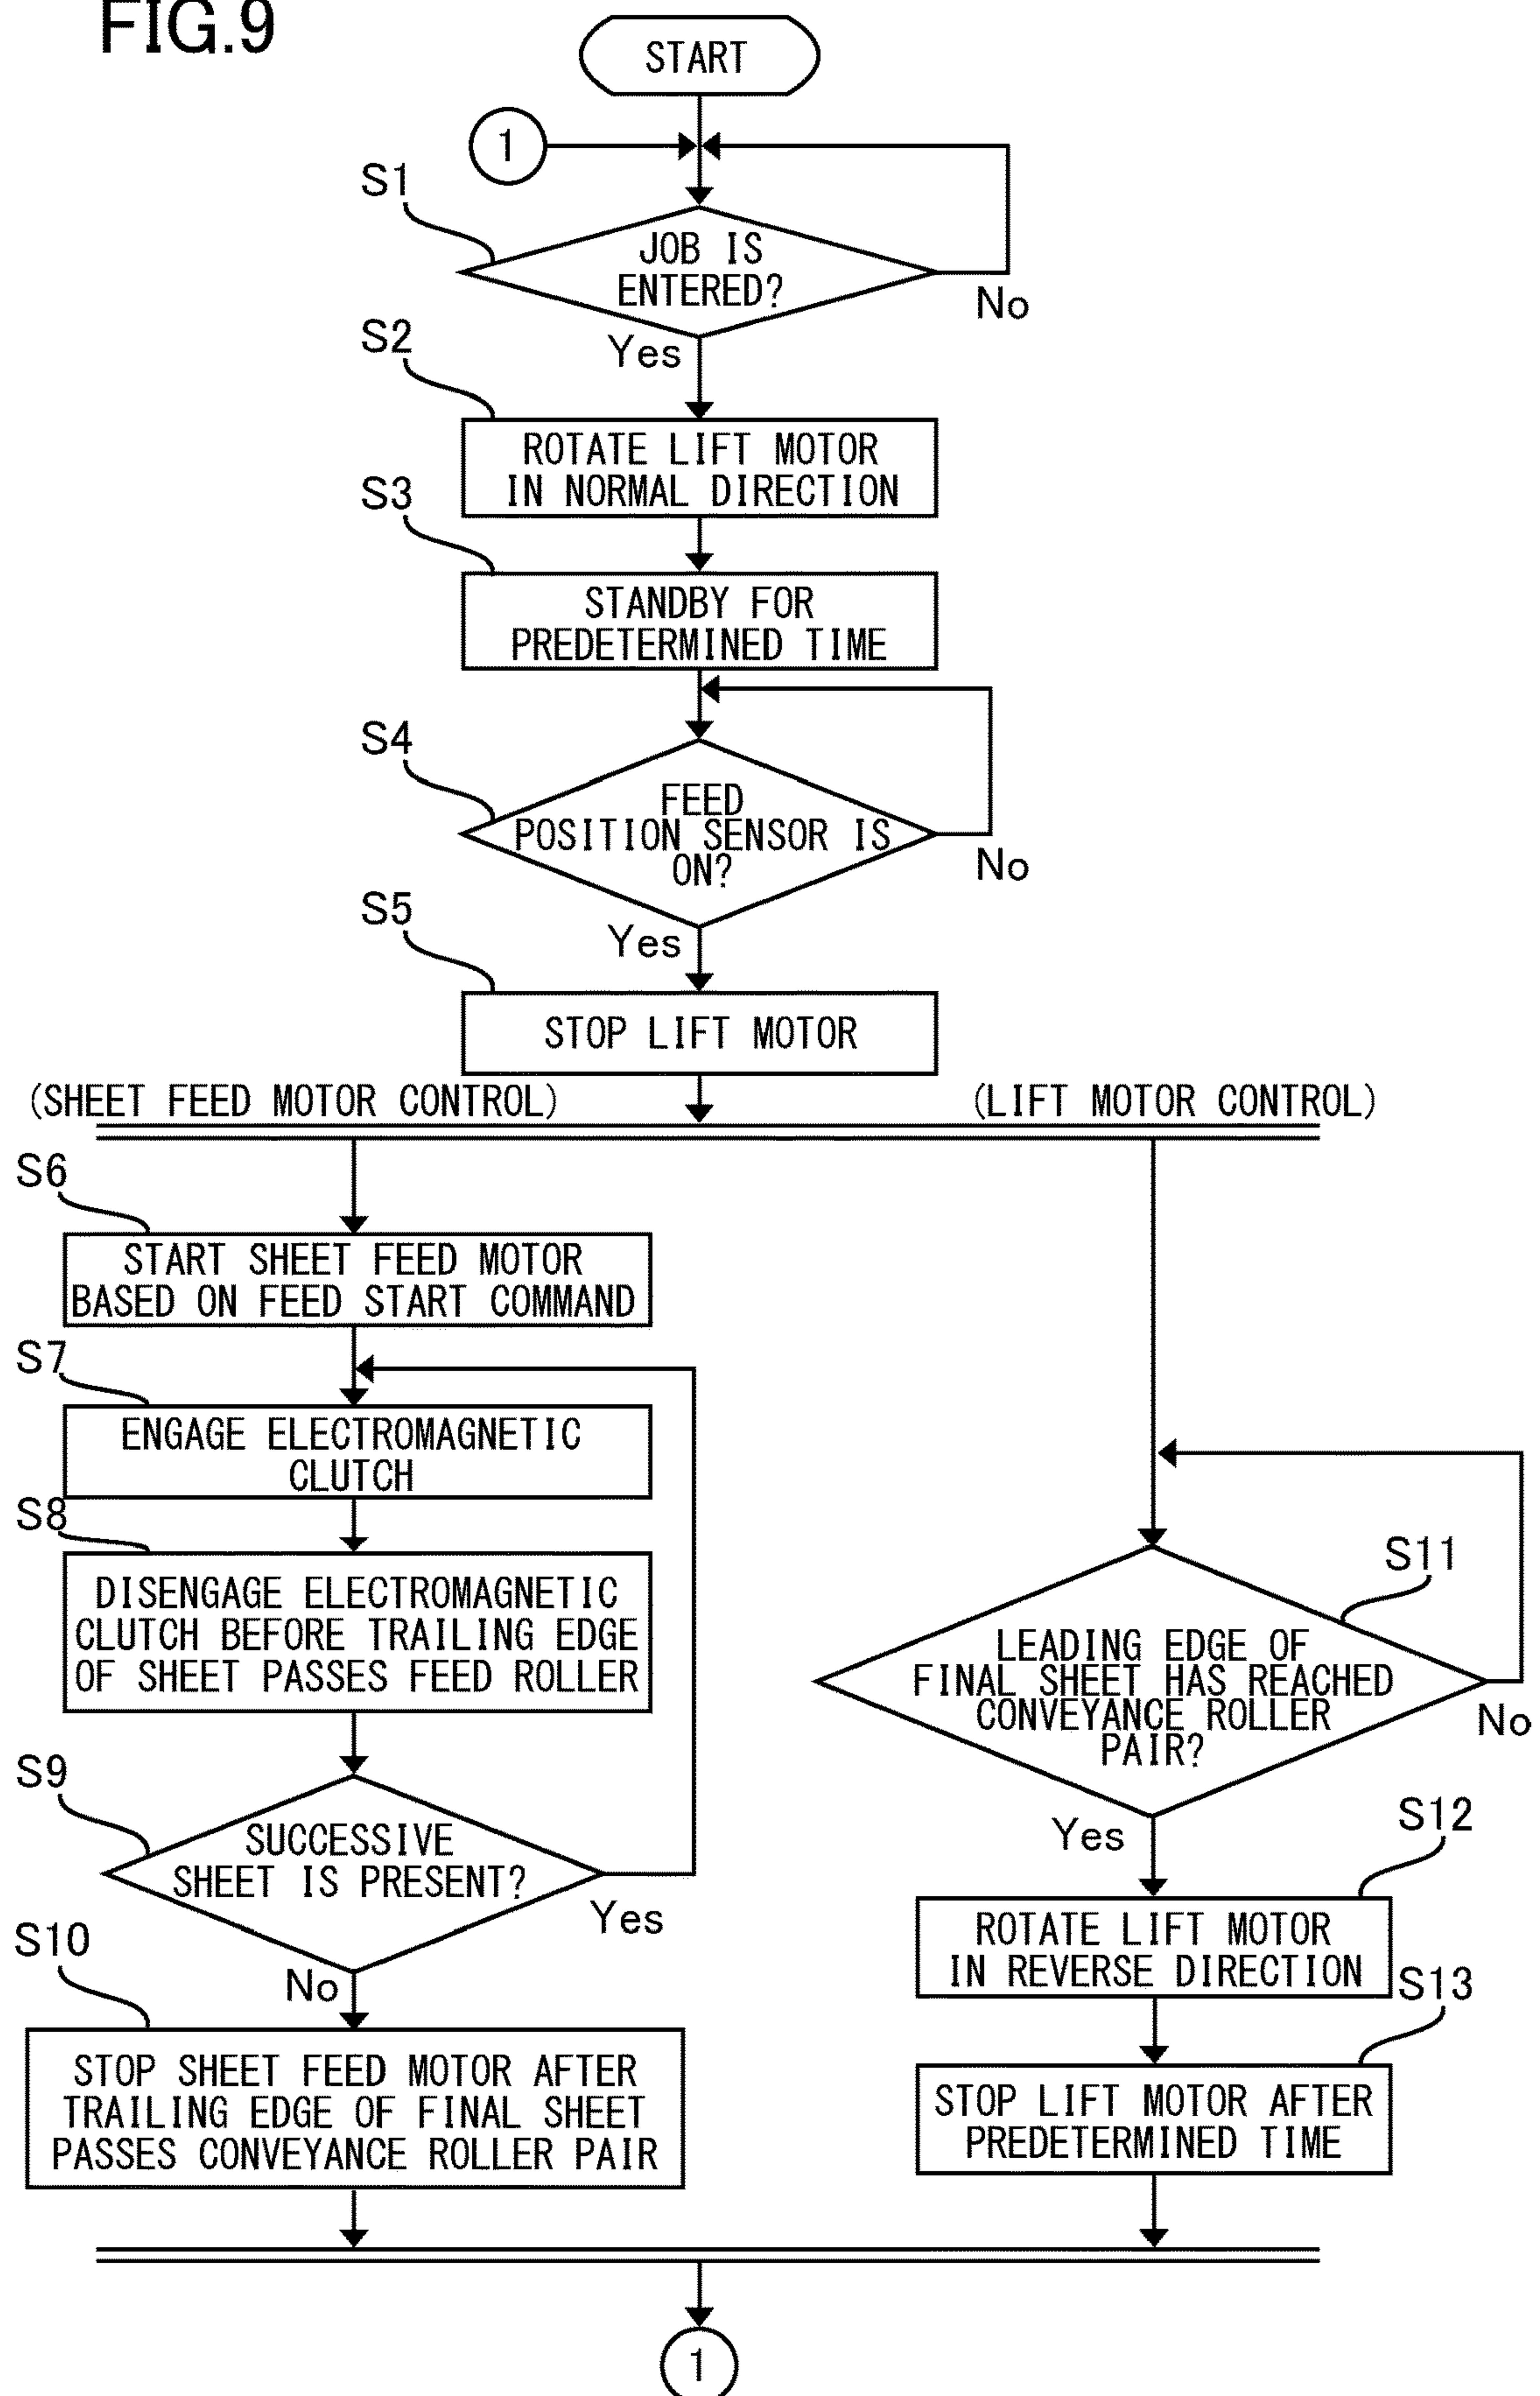 FIG.9
START
1
S1
JOB IS
ENTERED?
No
Yes
S2
ROTATE LIFT MOTOR
IN NORMAL DIRECTION
S3
STANDBY FOR
PREDETERMINED TIME
S4
FEED
POSITION SENSOR IS
ON?
No
Yes
S5
STOP LIFT MOTOR
(SHEET FEED MOTOR CONTROL)
(LIFT MOTOR CONTROL)
S6
START SHEET FEED MOTOR
BASED ON FEED START COMMAND
S7
ENGAGE ELECTROMAGNETIC
CLUTCH
S8
DISENGAGE ELECTROMAGNETIC
CLUTCH BEFORE TRAILING EDGE
OF SHEET PASSES FEED ROLLER
S9
SUCCESSIVE
SHEET IS PRESENT?
Yes
No
S10
STOP SHEET FEED MOTOR AFTER
TRAILING EDGE OF FINAL SHEET
PASSES CONVEYANCE ROLLER PAIR
S11
LEADING EDGE OF
FINAL SHEET HAS REACHED
CONVEYANCE ROLLER
PAIR?
No
Yes
S12
ROTATE LIFT MOTOR
IN REVERSE DIRECTION
S13
STOP LIFT MOTOR AFTER
PREDETERMINED TIME
1